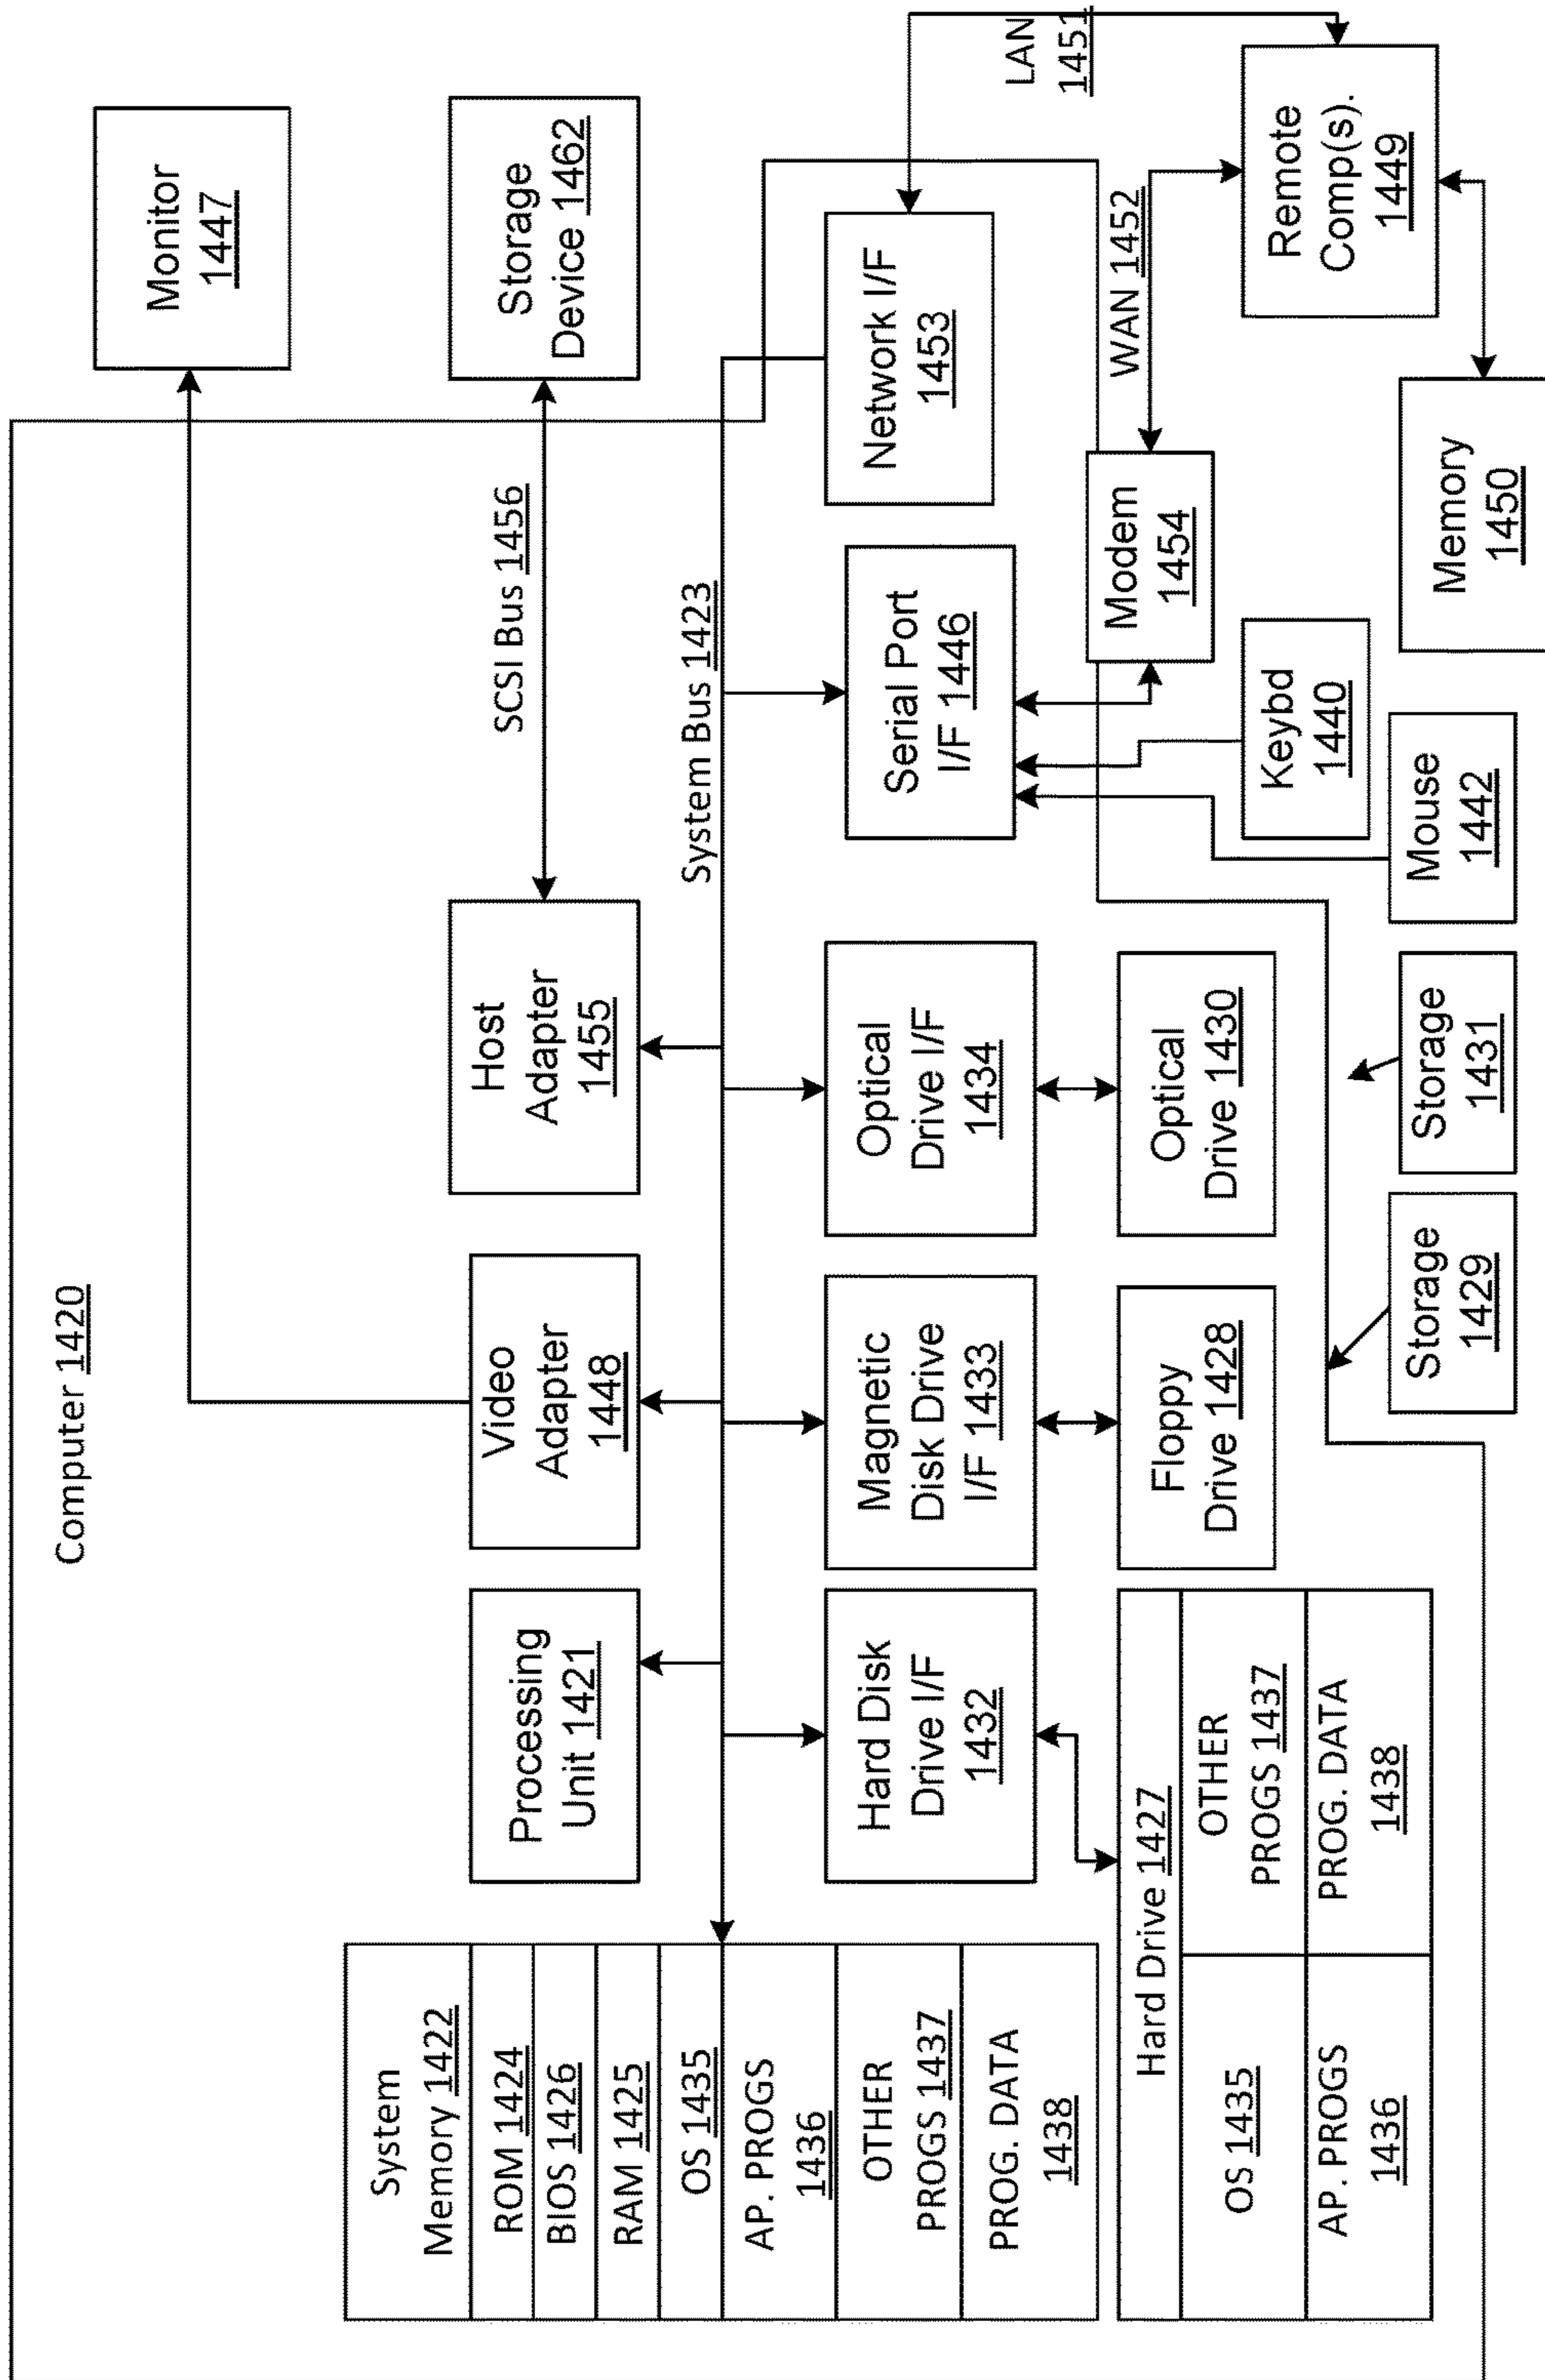 Computer 1420
Monitor
1447
System
Memory 1422
ROM 1424
BIOS 1426
RAM 1425
OS 1435
AP. PROGS
1436
OTHER
PROGS 1437
PROG. DATA
1438
Processing
Unit 1421
Video
Adapter
1448
Host
Adapter
1455
SCSI Bus 1456
Storage
Device 1462
System Bus 1423
Hard Disk
Drive I/F
1432
Magnetic
Disk Drive
I/F 1433
Optical
Drive I/F
1434
Serial Port
I/F 1446
Network I/F
1453
LAN
1451
Hard Drive 1427
OS 1435
OTHER
PROGS 1437
AP. PROGS
1436
PROG. DATA
1438
Floppy
Drive 1428
Optical
Drive 1430
Modem
1454
WAN 1452
Remote
Comp(s).
1449
Keybd
1440
Storage
1429
Storage
1431
Mouse
1442
Memory
1450